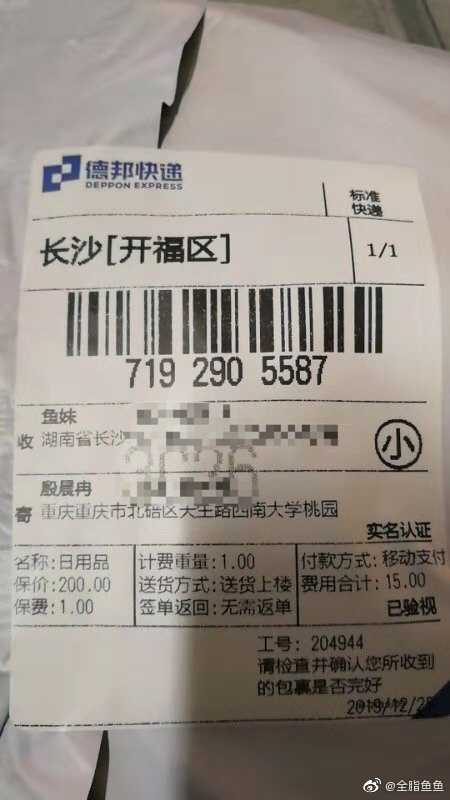 德邦快递
DEPPON EXPRESS
标准
快递
长沙[开福区]
1/1
719 290 5587
鱼妹
收 湖南省长沙
小
殷晨冉
寄 重庆重庆市北碚区天生路西南大学桃园
实名认证
名称:日用品
计费重量:1.00
付款方式:移动支付
保价:200.00
送货方式:送货上楼
费用合计:15.00
保费:1.00
签单返回:无需返单
已验视
工号: 204944
请检查并确认您所收到
的包裹是否完好
2019/12/25
@全脂鱼鱼